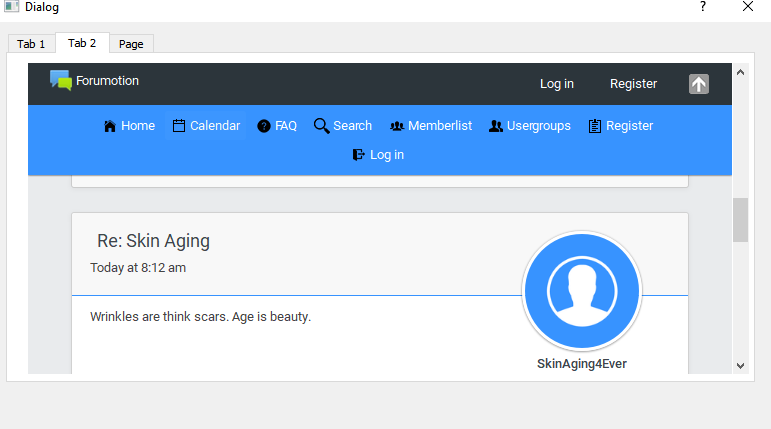 Dialog
?
Tab 1 Tab 2 Page
Forumotion Log in Register
Home Calendar ? FAQ Search Memberlist Usergroups Register
Log in
Re: Skin Aging
Today at 8:12 am
Wrinkles are think scars. Age is beauty.
SkinAging4Ever